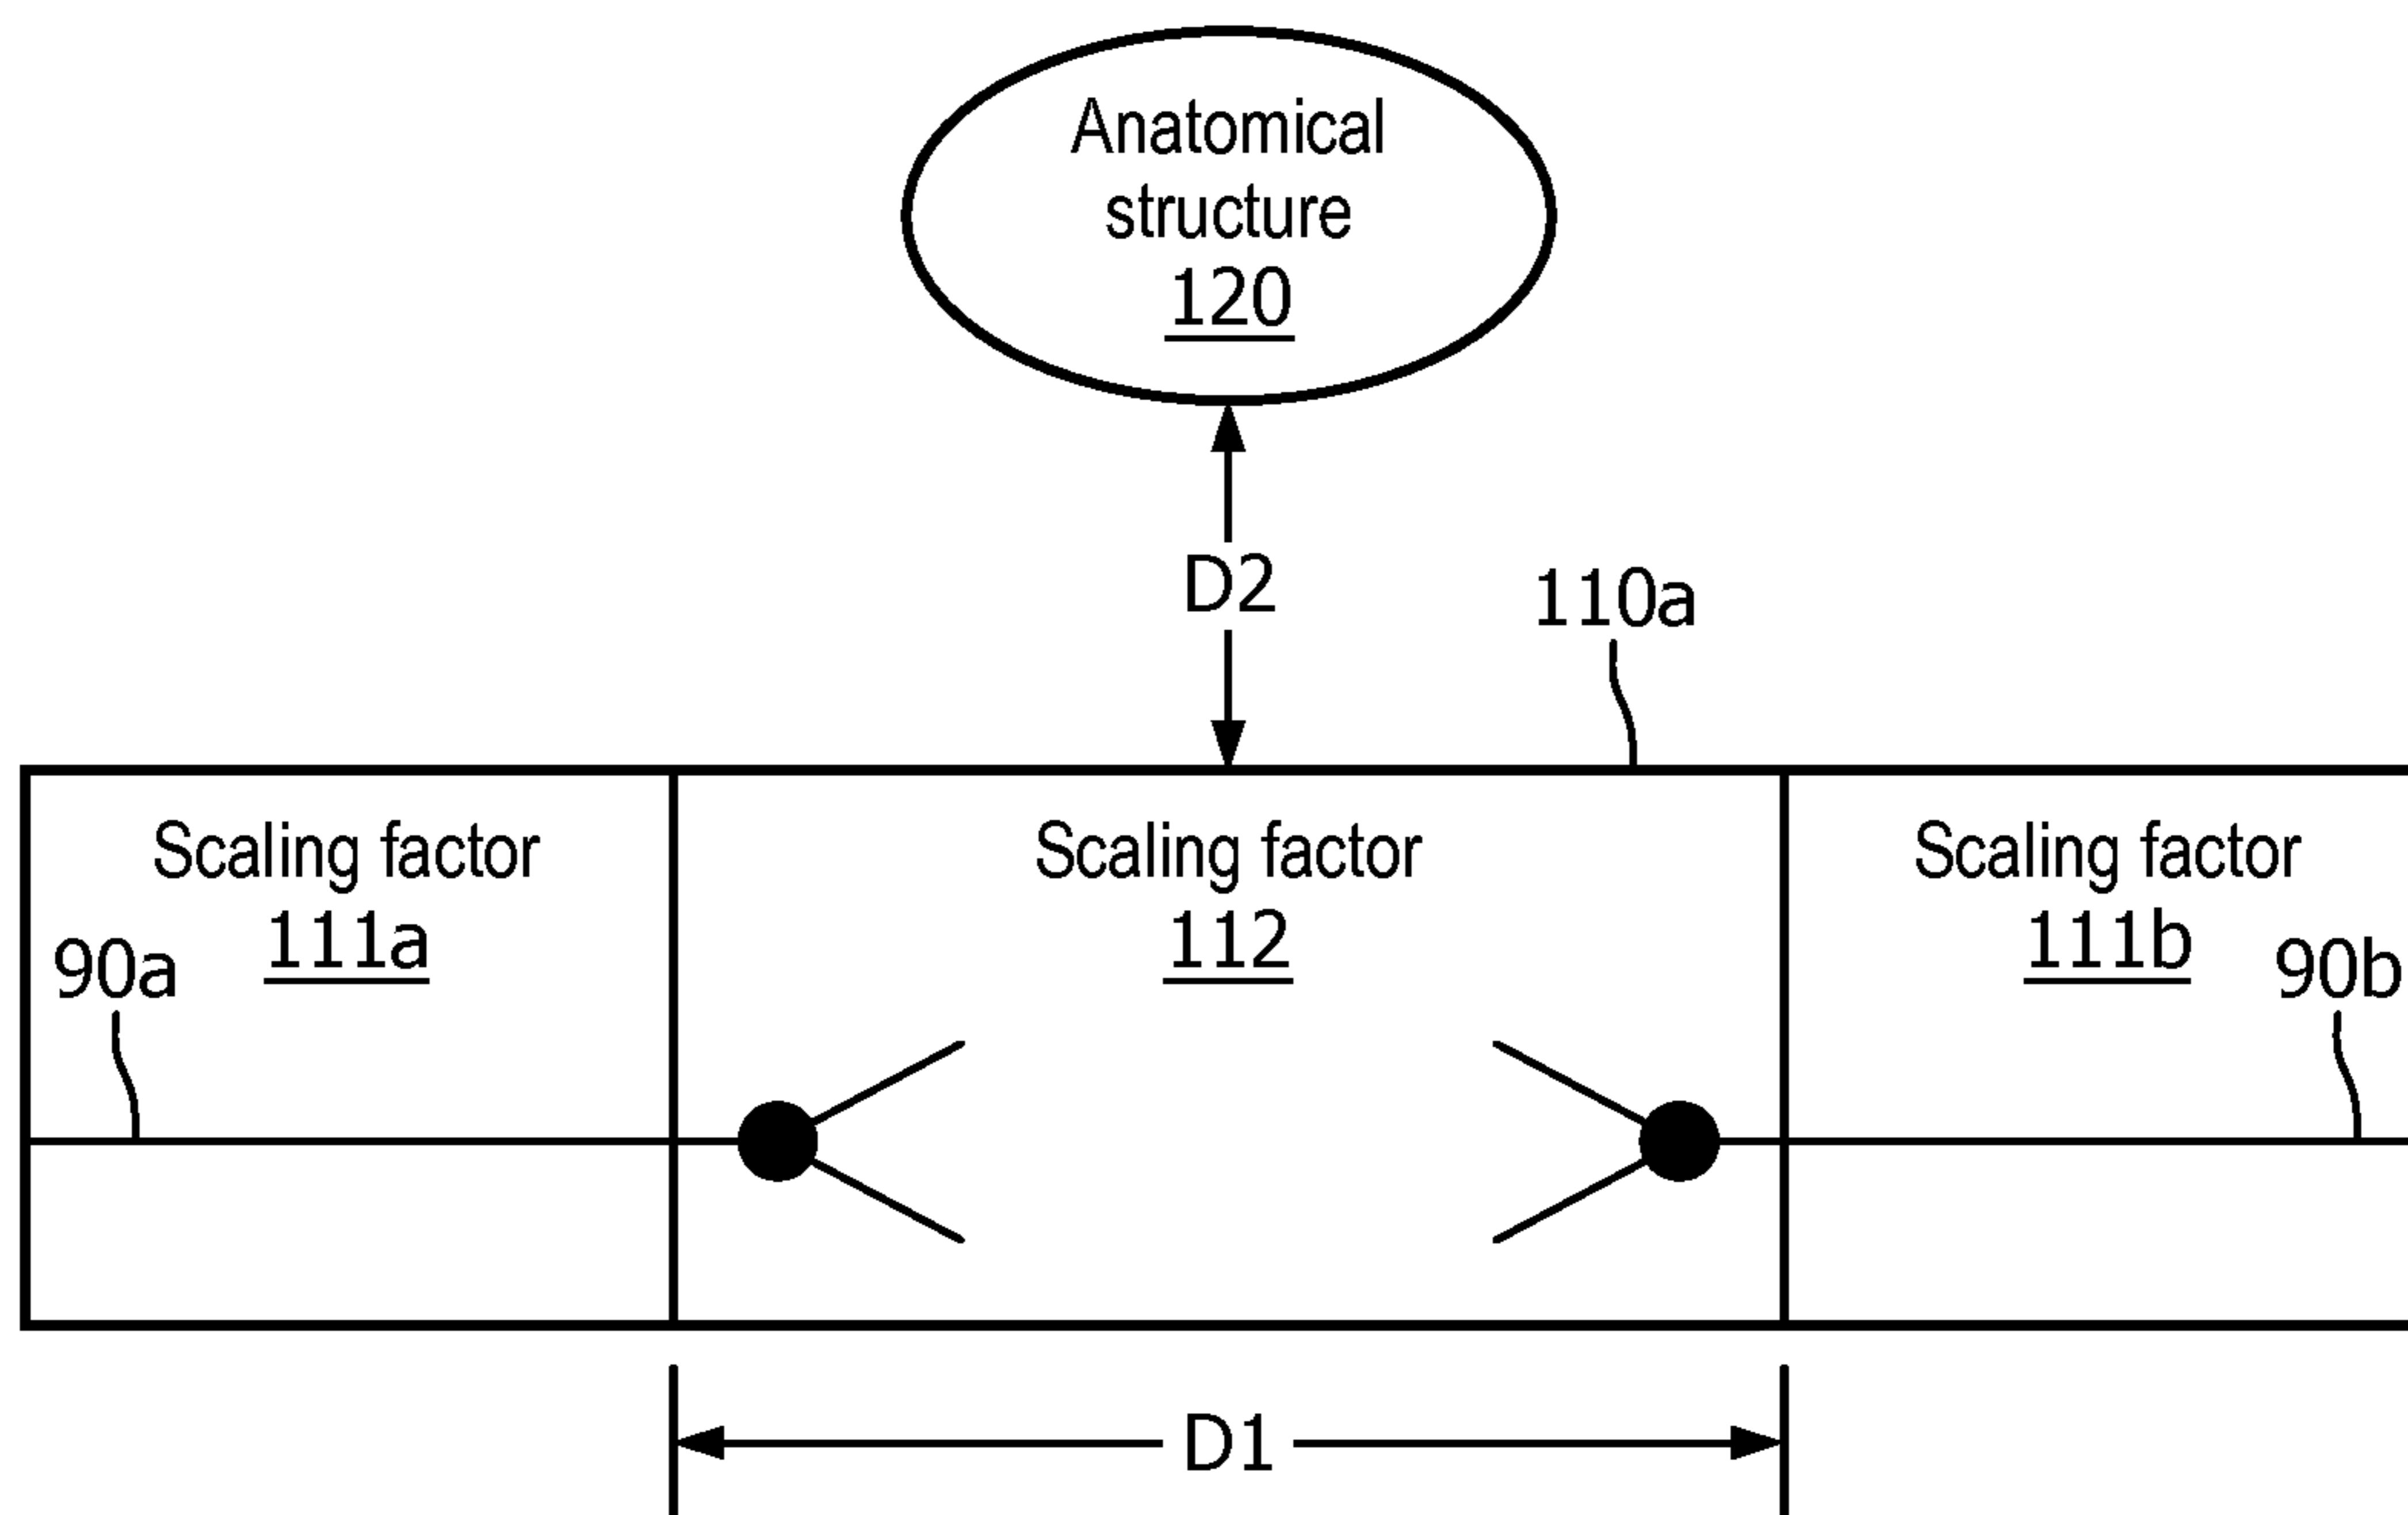 Anatomical
structure
120
D2
110a
Scaling factor
111a
Scaling factor
112
Scaling factor
111b
90a
90b
D1